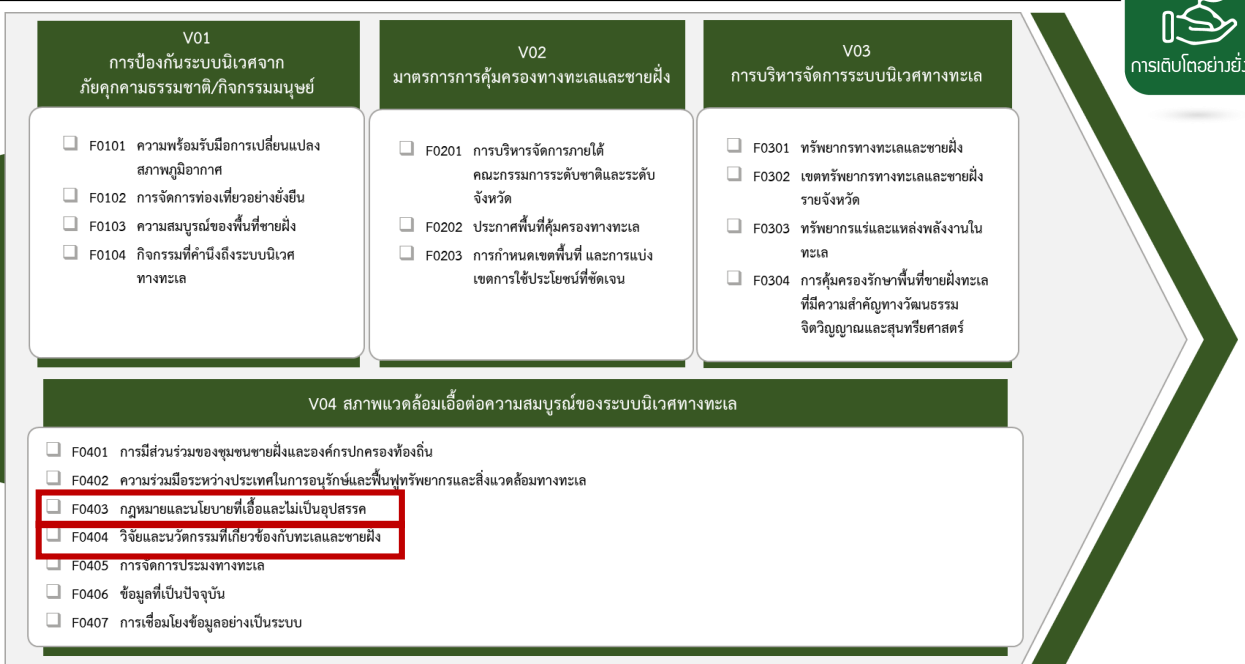 การเติบโตอย่างยั่ง
V01
การป้องกันระบบนิเวศจาก
ภัยคุกคามธรรมชาติ/กิจกรรมมนุษย์
F0101 ความพร้อมรับมือการเปลี่ยนแปลง
สภาพภูมิอากาศ
F0102 การจัดการท่องเที่ยวอย่างยั่งยืน
F0103 ความสมบูรณ์ของพื้นที่ชายฝั่ง
F0104 กิจกรรมที่คำนึงถึงระบบนิเวศ
ทางทะเล
V02
มาตรการการคุ้มครองทางทะเลและชายฝั่ง
F0201 การบริหารจัดการภายใต้
คณะกรรมการระดับชาติและระดับ
จังหวัด
F0202 ประกาศพื้นที่คุ้มครองทางทะเล
F0203 การกำหนดเขตพื้นที่ และการแบ่ง
เขตการใช้ประโยชน์ที่ชัดเจน
V03
การบริหารจัดการระบบนิเวศทางทะเล
F0301 ทรัพยากรทางทะเลและชายฝั่ง
F0302 เขตทรัพยากรทางทะเลและชายฝั่ง
รายจังหวัด
F0303 ทรัพยากรแร่และแหล่งพลังงานใน
ทะเล
F0304 การคุ้มครองรักษาพื้นที่ชายฝั่งทะเล
ที่มีความสำคัญทางวัฒนธรรม
จิตวิญญาณและสุนทรียศาสตร์
V04 สภาพแวดล้อมเอื้อต่อความสมบูรณ์ของระบบนิเวศทางทะเล
F0401 การมีส่วนร่วมของชุมชนชายฝั่งและองค์กรปกครองท้องถิ่น
F0402 ความร่วมมือระหว่างประเทศในการอนุรักษ์และฟื้นฟูทรัพยากรและสิ่งแวดล้อมทางทะเล
F0403 กฎหมายและนโยบายที่เอื้อและไม่เป็นอุปสรรค
F0404 วิจัยและนวัตกรรมที่เกี่ยวข้องกับทะเลและชายฝั่ง
F0405 การจัดการประมงทางทะเล
F0406 ข้อมูลที่เป็นปัจจุบัน
F0407 การเชื่อมโยงข้อมูลอย่างเป็นระบบ